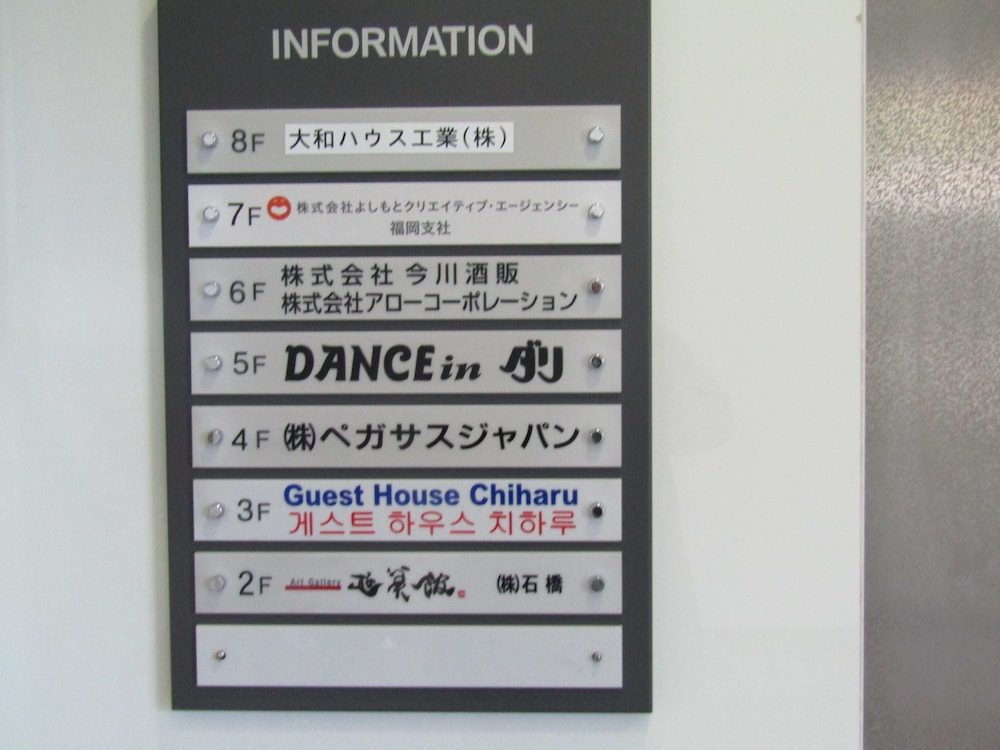 INFORMATION
8F 大和ハウス工業(株)
7F 株式会社よしもとクリエイティブ・エージェンシー
福岡支社
6F 株式会社 今川酒販
株式会社アローコーポレーション
5F DANCE in ダリ
4F ㈱ペガサスジャパン
3F Guest House Chiharu
게스트 하우스 치하루
2F Art Gallery ㈱石橋